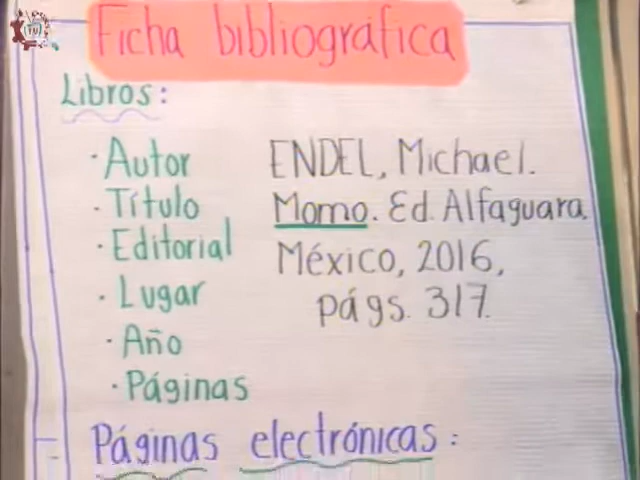 Ficha bibliográfica
Libros:
· Autor
· Título
· Editorial
· Lugar
· Año
· Páginas
ENDEL, Michael.
Momo. Ed. Alfaguara.
México, 2016,
págs. 317.
Páginas electrónicas: